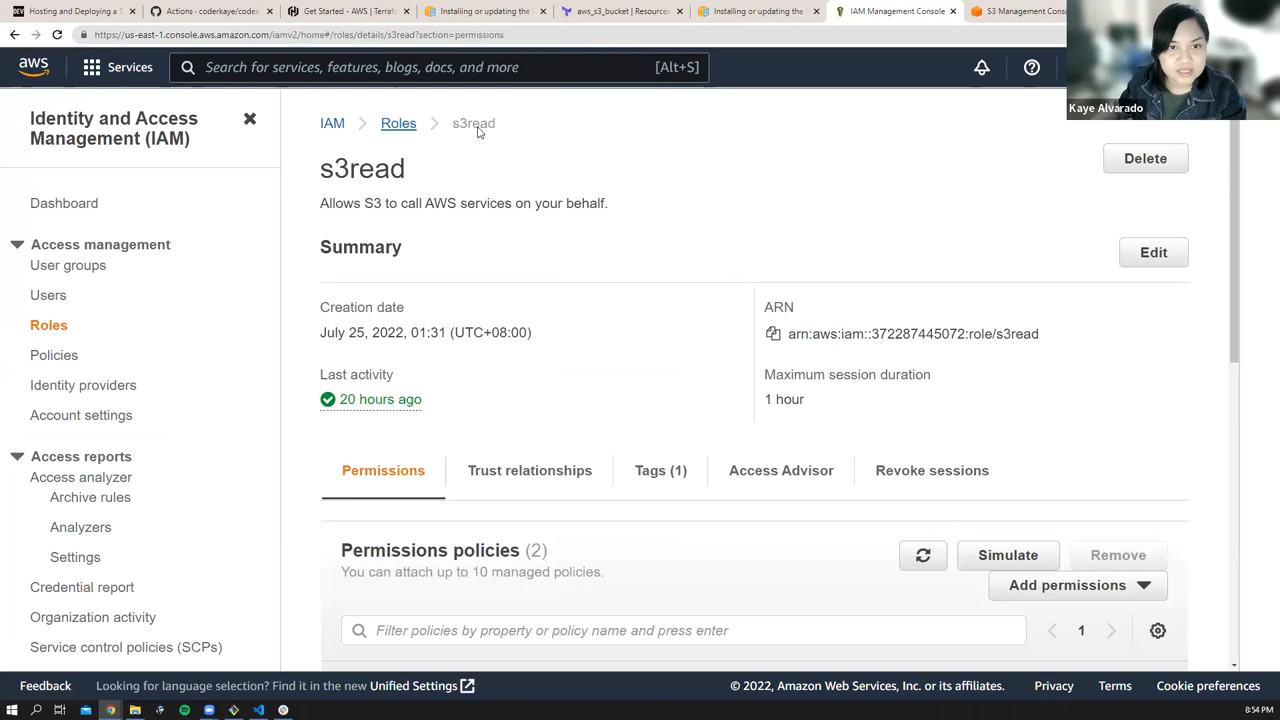 Hosting and Deploying a S
Actions - coderkaye/coder
Get Started - AWS | Terrafo
Installing or updating the
aws_s3_bucket | Resources
Installing or updating the
IAM Management Console
S3 Management Cons
https://us-east-1.console.aws.amazon.com/iamv2/home#/roles/details/s3read?section=permissions
aws
Services
Search for services, features, blogs, docs, and more
[Alt+S]
Kaye Alvarado
Identity and Access
Management (IAM)
Dashboard
Access management
User groups
Users
Roles
Policies
Identity providers
Account settings
Access reports
Access analyzer
Archive rules
Analyzers
Settings
Credential report
Organization activity
Service control policies (SCPs)
IAM
Roles
s3read
s3read
Delete
Allows S3 to call AWS services on your behalf.
Summary
Edit
Creation date
July 25, 2022, 01:31 (UTC+08:00)
ARN
arn:aws:iam::372287445072:role/s3read
Last activity
20 hours ago
Maximum session duration
1 hour
Permissions
Trust relationships
Tags (1)
Access Advisor
Revoke sessions
Permissions policies (2)
You can attach up to 10 managed policies.
Simulate
Remove
Add permissions
Filter policies by property or policy name and press enter
1
Feedback
Looking for language selection? Find it in the new Unified Settings
© 2022, Amazon Web Services, Inc. or its affiliates.
Privacy
Terms
Cookie preferences
8:54 PM